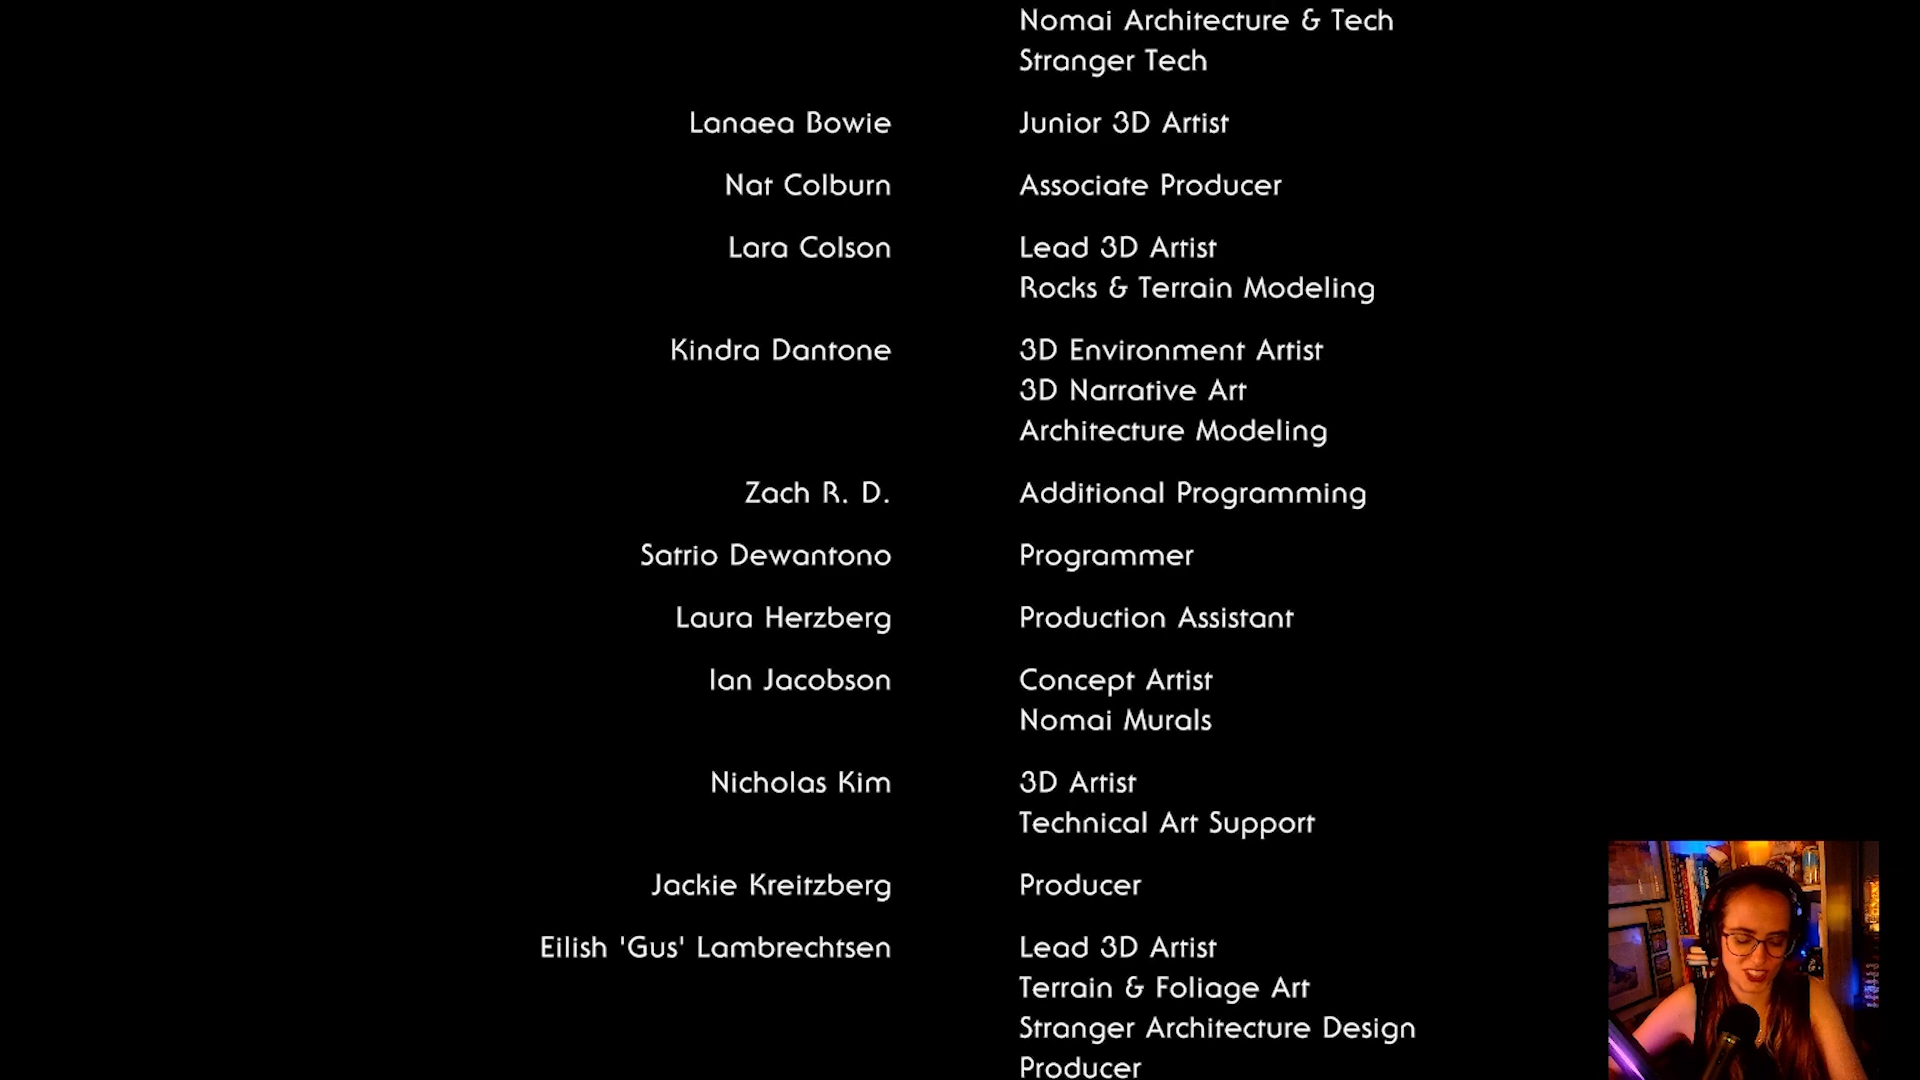 Nomai Architecture & Tech
Stranger Tech
Lanaea Bowie Junior 3D Artist
Nat Colburn Associate Producer
Lara Colson Lead 3D Artist
Rocks & Terrain Modeling
Kindra Dantone 3D Environment Artist
3D Narrative Art
Architecture Modeling
Zach R. D. Additional Programming
Satrio Dewantono Programmer
Laura Herzberg Production Assistant
Ian Jacobson Concept Artist
Nomai Murals
Nicholas Kim 3D Artist
Technical Art Support
Jackie Kreitzberg Producer
Eilish 'Gus' Lambrechtsen Lead 3D Artist
Terrain & Foliage Art
Stranger Architecture Design
Producer